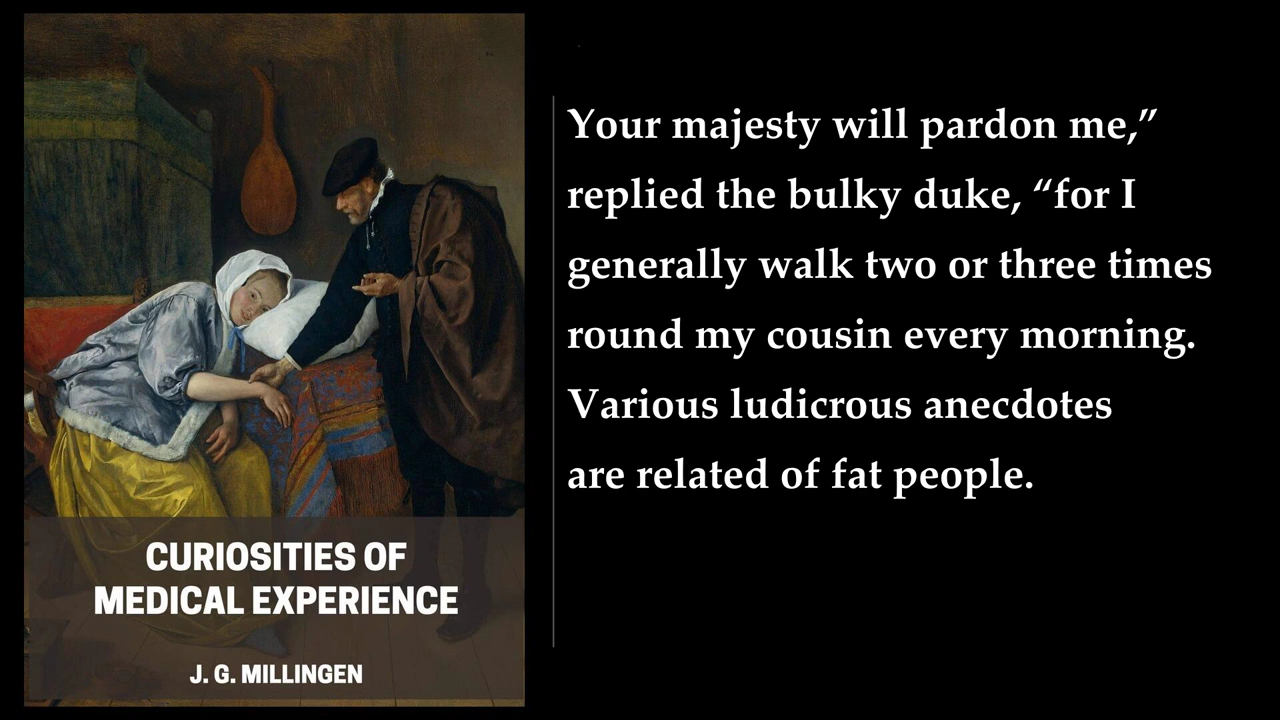 CURIOSITIES OF
MEDICAL EXPERIENCE
J. G. MILLINGEN
Your majesty will pardon me,”
replied the bulky duke, “for I
generally walk two or three times
round my cousin every morning.
Various ludicrous anecdotes
are related of fat people.